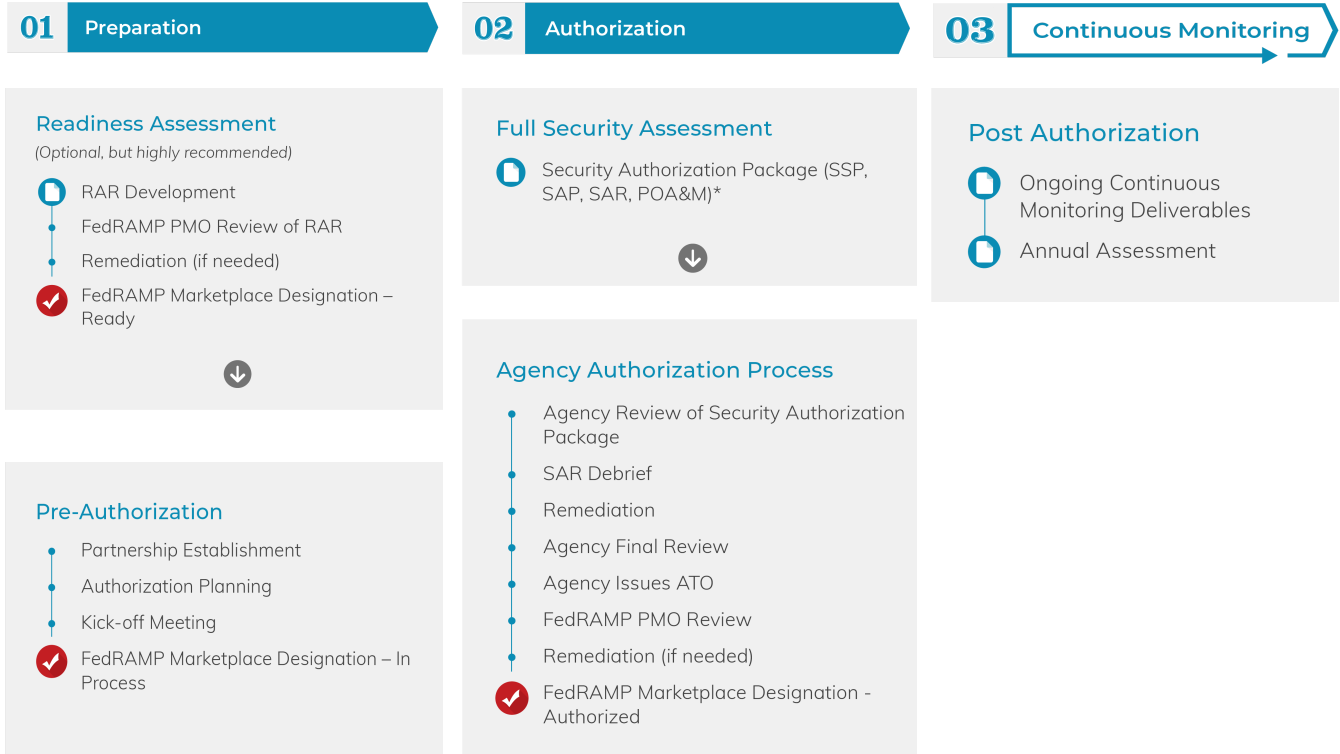 01 Preparation
Readiness Assessment
(Optional, but highly recommended)
RAR Development
FedRAMP PMO Review of RAR
Remediation (if needed)
FedRAMP Marketplace Designation –
Ready
Pre-Authorization
Partnership Establishment
Authorization Planning
Kick-off Meeting
FedRAMP Marketplace Designation – In
Process
02 Authorization
Full Security Assessment
Security Authorization Package (SSP,
SAP, SAR, POA&M)*
Agency Authorization Process
Agency Review of Security Authorization
Package
SAR Debrief
Remediation
Agency Final Review
Agency Issues ATO
FedRAMP PMO Review
Remediation (if needed)
FedRAMP Marketplace Designation -
Authorized
03 Continuous Monitoring
Post Authorization
Ongoing Continuous
Monitoring Deliverables
Annual Assessment